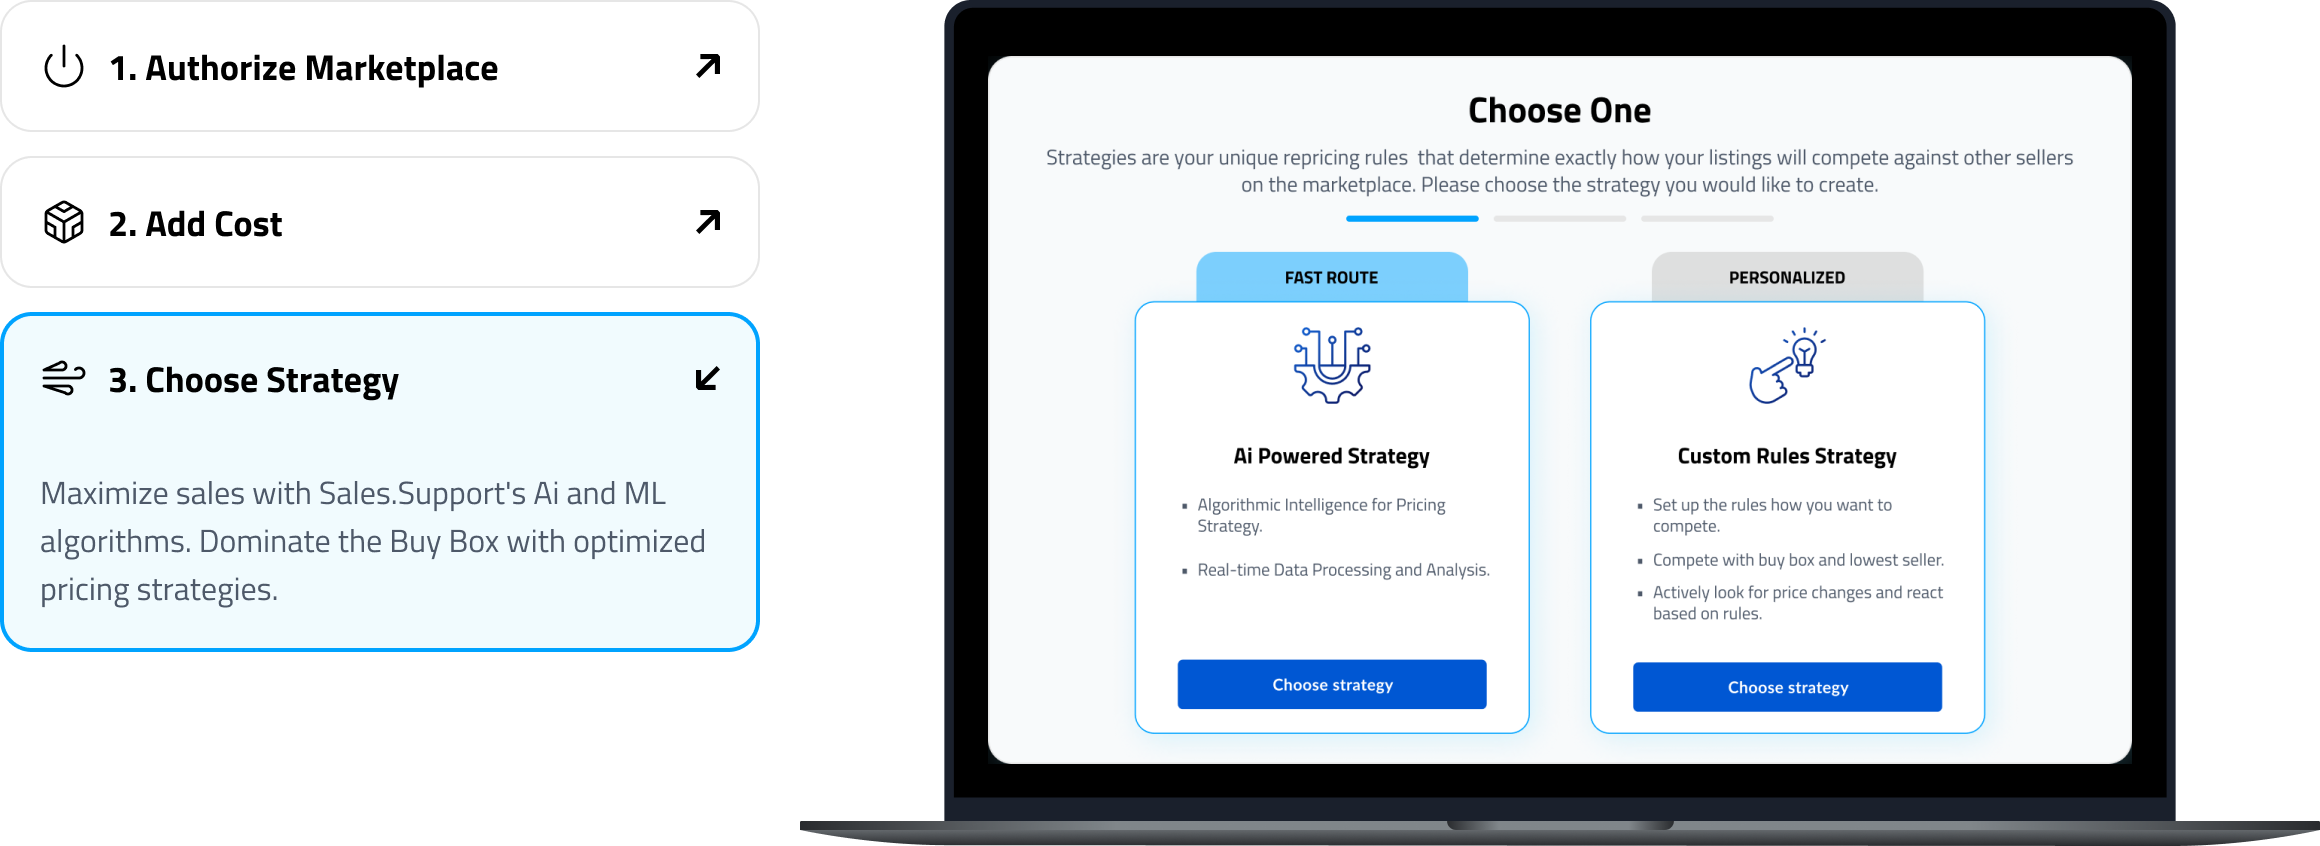 1. Authorize Marketplace
2. Add Cost
3. Choose Strategy
Maximize sales with Sales.Support's Ai and ML
algorithms. Dominate the Buy Box with optimized
pricing strategies.
Choose One
Strategies are your unique repricing rules  that determine exactly how your listings will compete against other sellers
on the marketplace. Please choose the strategy you would like to create.
FAST ROUTE
Ai Powered Strategy
▪ Algorithmic Intelligence for Pricing
Strategy.
▪ Real-time Data Processing and Analysis.
Choose strategy
PERSONALIZED
Custom Rules Strategy
▪ Set up the rules how you want to
compete.
▪ Compete with buy box and lowest seller.
▪ Actively look for price changes and react
based on rules.
Choose strategy